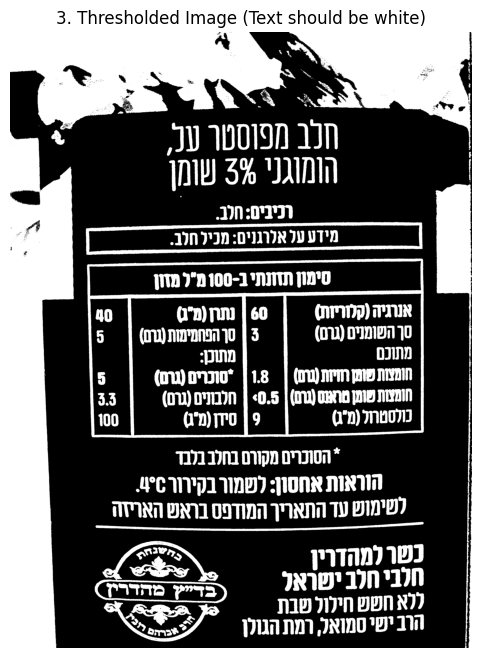 3. Thresholded Image (Text should be white)
חלב מפוסטר על,
הומוגני 3% שומן
רכיבים: חלב.
מידע על אלרגנים: מכיל חלב.
סימון תזונתי ב-100 מ"ל מזון
אנרגיה (קלוריות) 60 נתרן (מ"ג) 40
סך השומנים (גרם) 3 סך הפחמימות (גרם) 5
מתוכם מתוכן:
חומצות שומן רוויות (גרם) 1.8 *סוכרים (גרם) 5
חומצות שומן טראנס (גרם) <0.5 חלבונים (גרם) 3.3
כולסטרול (מ"ג) 9 סידן (מ"ג) 100
* הסוכרים מקורם בחלב בלבד
הוראות אחסון: לשמור בקירור 4°C.
לשימוש עד התאריך המודפס בראש האריזה
כשר למהדרין
חלבי חלב ישראל
ללא חשש חילול שבת
הרב ישי סמואל, רמת הגולן
בהשגחת
בד"ץ מהדרין
הרב אברהם רובין